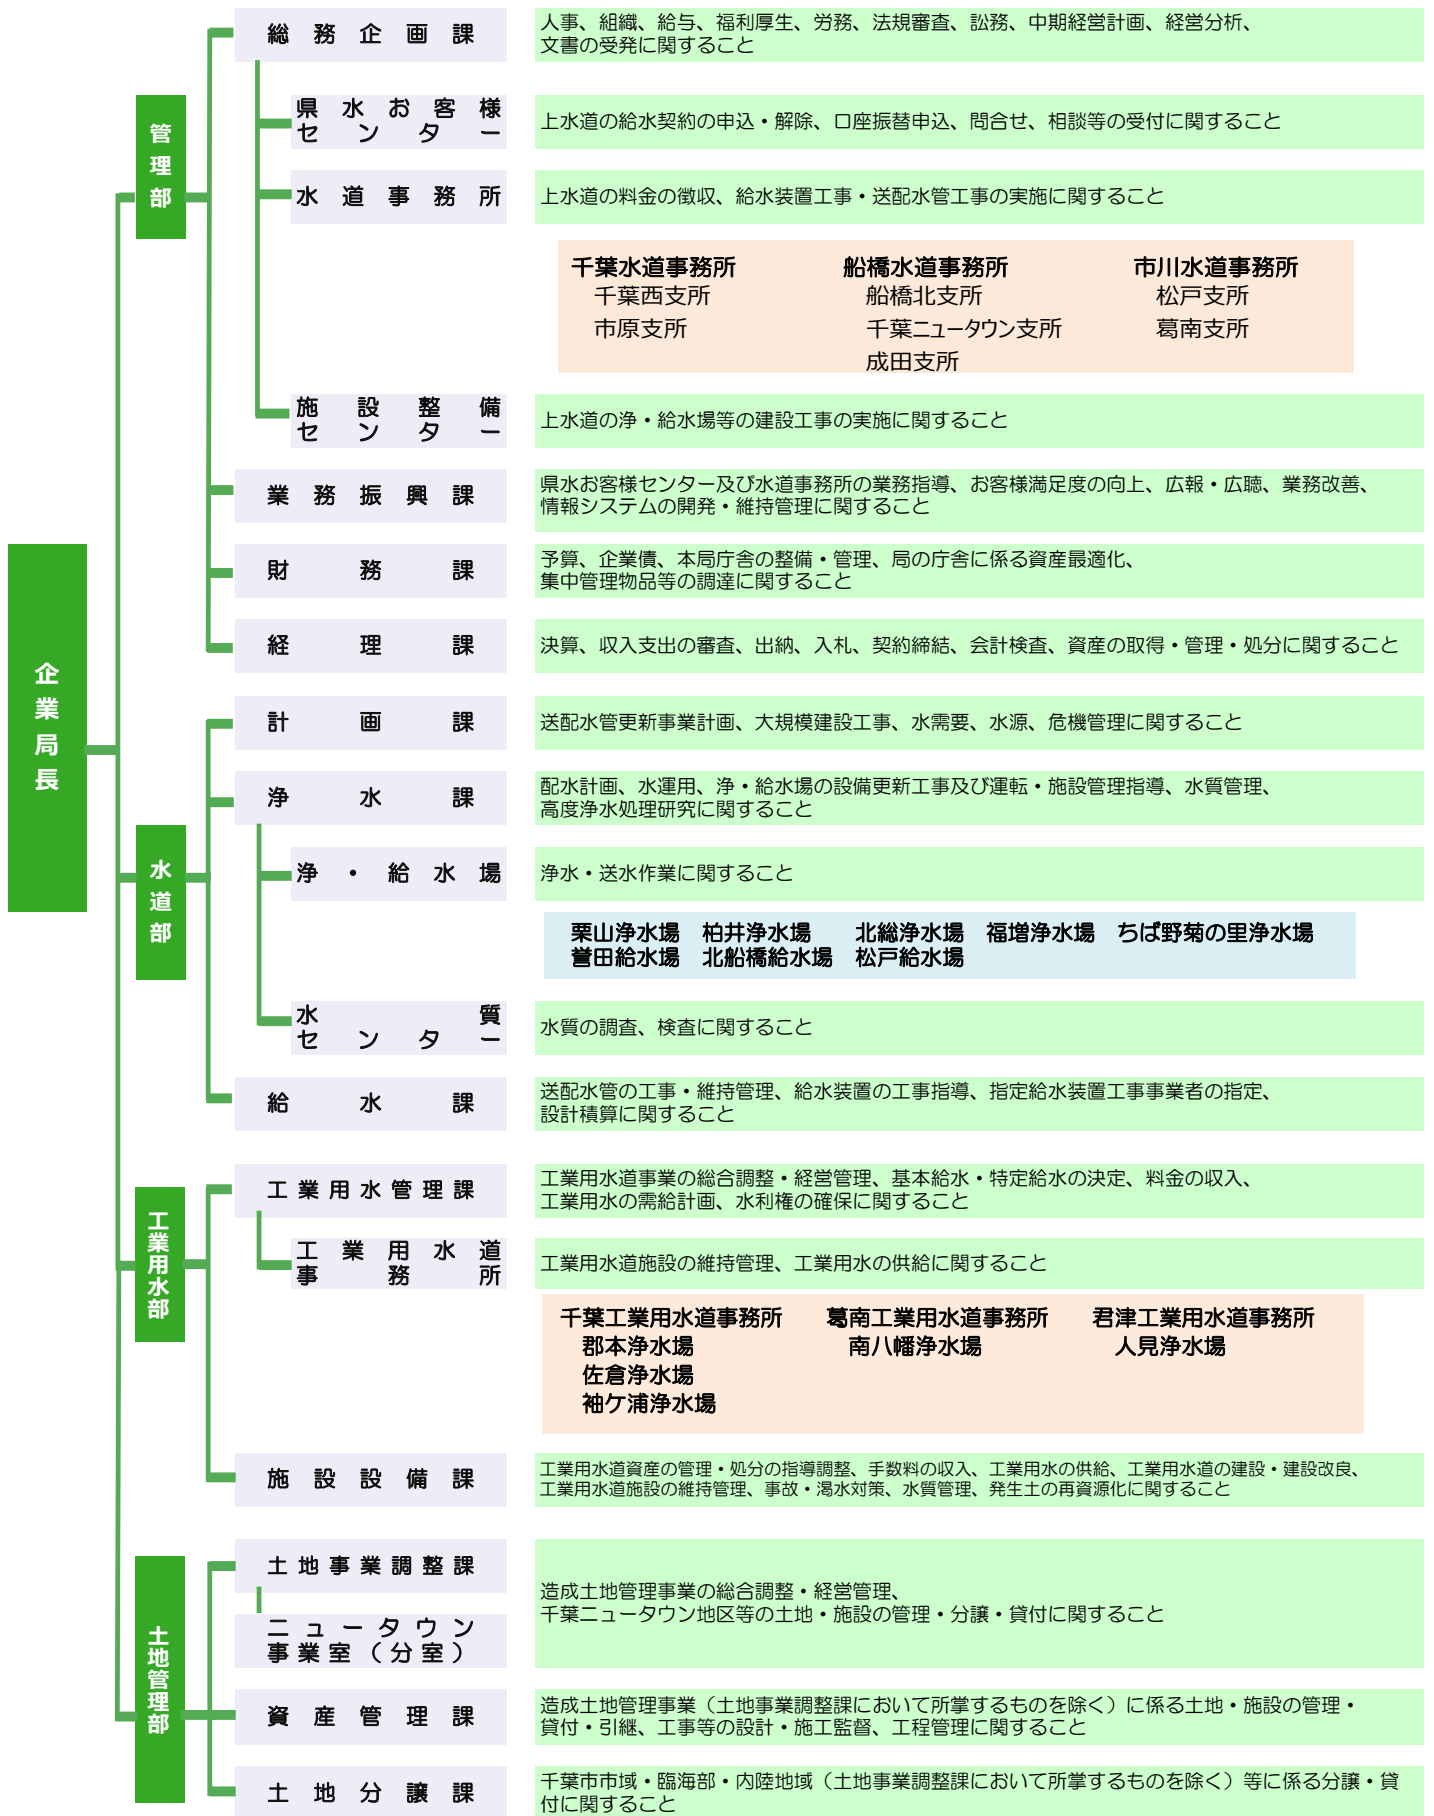 企業局長
管理部
総務企画課
人事、組織、給与、福利厚生、労務、法規審査、訟務、中期経営計画、経営分析、
文書の受発に関すること
県水お客様
センター
上水道の給水契約の申込・解除、口座振替申込、問合せ、相談等の受付に関すること
水道事務所
上水道の料金の徴収、給水装置工事・送配水管工事の実施に関すること
千葉水道事務所 船橋水道事務所 市川水道事務所
千葉西支所 船橋北支所 松戸支所
市原支所 千葉ニュータウン支所 葛南支所
成田支所
施設整備
センター
上水道の浄・給水場等の建設工事の実施に関すること
業務振興課
県水お客様センター及び水道事務所の業務指導、お客様満足度の向上、広報・広聴、業務改善、
情報システムの開発・維持管理に関すること
財務課
予算、企業債、本局庁舎の整備・管理、局の庁舎に係る資産最適化、
集中管理物品等の調達に関すること
経理課
決算、収入支出の審査、出納、入札、契約締結、会計検査、資産の取得・管理・処分に関すること
水道部
計画課
送配水管更新事業計画、大規模建設工事、水需要、水源、危機管理に関すること
浄水課
配水計画、水運用、浄・給水場の設備更新工事及び運転・施設管理指導、水質管理、
高度浄水処理研究に関すること
浄・給水場
浄水・送水作業に関すること
栗山浄水場 柏井浄水場 北総浄水場 福増浄水場 ちば野菊の里浄水場
誉田給水場 北船橋給水場 松戸給水場
水質
センター
水質の調査、検査に関すること
給水課
送配水管の工事・維持管理、給水装置の工事指導、指定給水装置工事事業者の指定、
設計積算に関すること
工業用水部
工業用水管理課
工業用水道事業の総合調整・経営管理、基本給水・特定給水の決定、料金の収入、
工業用水の需給計画、水利権の確保に関すること
工業用水道
事務所
工業用水道施設の維持管理、工業用水の供給に関すること
千葉工業用水道事務所 葛南工業用水道事務所 君津工業用水道事務所
郡本浄水場 南八幡浄水場 人見浄水場
佐倉浄水場
袖ケ浦浄水場
施設設備課
工業用水道資産の管理・処分の指導調整、手数料の収入、工業用水の供給、工業用水道の建設・建設改良、
工業用水道施設の維持管理、事故・渇水対策、水質管理、発生土の再資源化に関すること
土地管理部
土地事業調整課
ニュータウン
事業室（分室）
造成土地管理事業の総合調整・経営管理、
千葉ニュータウン地区等の土地・施設の管理・分譲・貸付に関すること
資産管理課
造成土地管理事業（土地事業調整課において所掌するものを除く）に係る土地・施設の管理・
貸付・引継、工事等の設計・施工監督、工程管理に関すること
土地分譲課
千葉市市域・臨海部・内陸地域（土地事業調整課において所掌するものを除く）等に係る分譲・貸
付に関すること